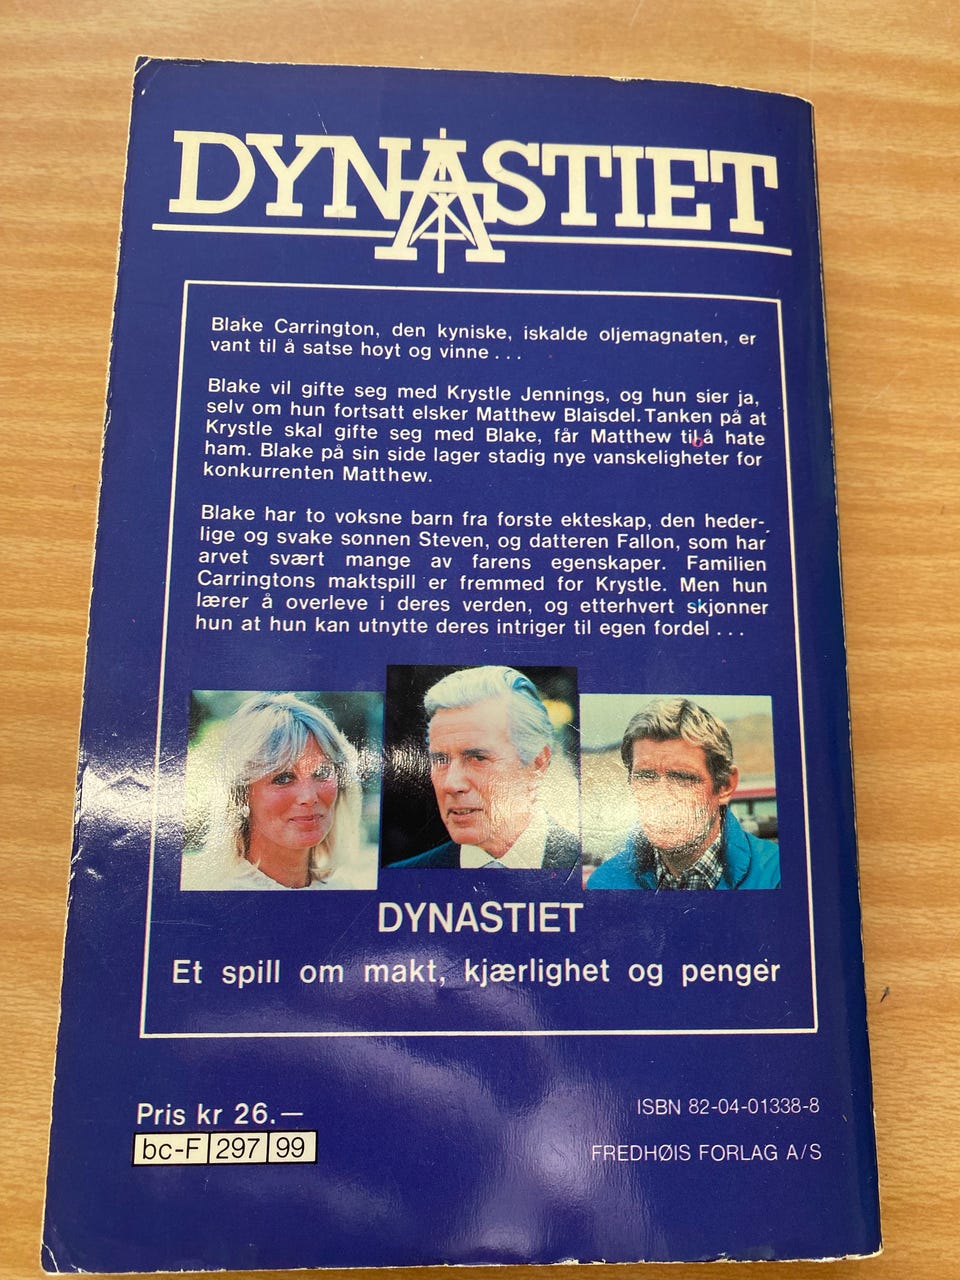 DYNASTIET
Blake Carrington, den kyniske, iskalde oljemagnaten, er
vant til å satse høyt og vinne . . .
Blake vil gifte seg med Krystle Jennings, og hun sier ja,
selv om hun fortsatt elsker Matthew Blaisdel. Tanken på at
Krystle skal gifte seg med Blake, får Matthew til å hate
ham. Blake på sin side lager stadig nye vanskeligheter for
konkurrenten Matthew.
Blake har to voksne barn fra første ekteskap, den heder-
lige og svake sønnen Steven, og datteren Fallon, som har
arvet svært mange av farens egenskaper. Familien
Carringtons maktspill er fremmed for Krystle. Men hun
lærer å overleve i deres verden, og etterhvert skjønner
hun at hun kan utnytte deres intriger til egen fordel . . .
DYNASTIET
Et spill om makt, kjærlighet og penger
Pris kr 26.—
bc-F 297 99
ISBN 82-04-01338-8
FREDHØIS FORLAG A/S